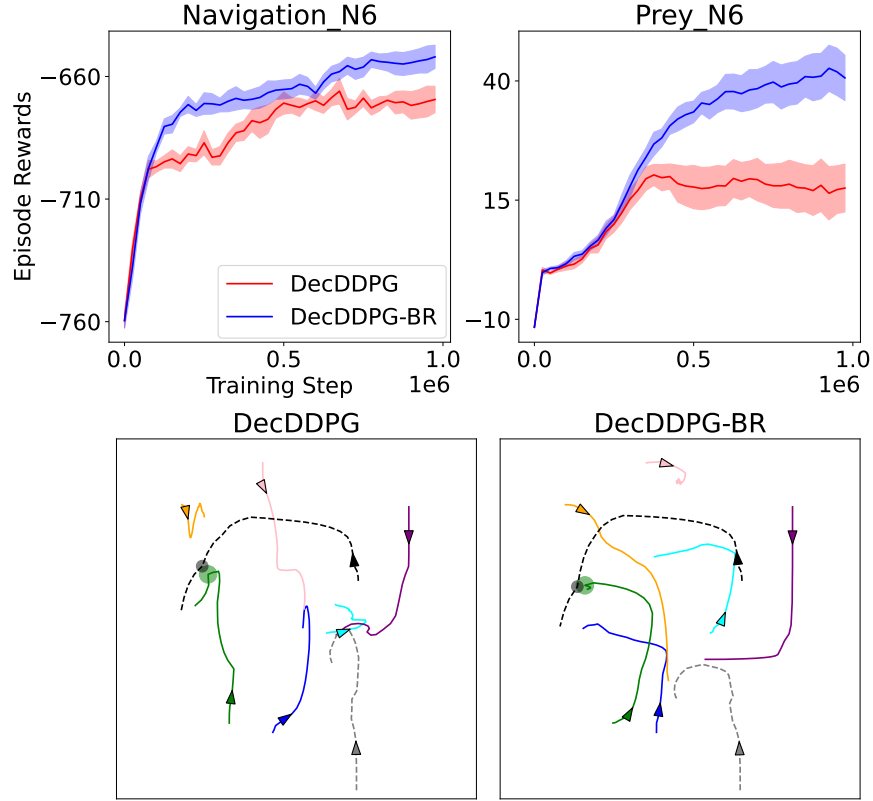 Navigation_N6
Prey_N6
Episode Rewards
−660
−710
−760
40
15
−10
DecDDPG
DecDDPG-BR
0.0
0.5
1.0
1e6
Training Step
0.0
0.5
1.0
1e6
DecDDPG
DecDDPG-BR